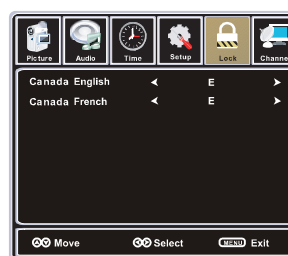 Picture Audio Time Setup Lock Channe
Canada English E
Canada French E
Move Select MENU Exit